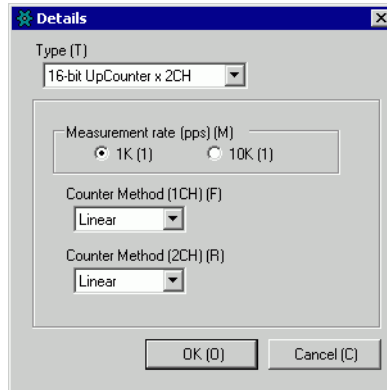 Details
Type (T)
16-bit UpCounter x 2CH
Measurement rate (pps) (M)
1K (1) 10K (1)
Counter Method (1CH) (F)
Linear
Counter Method (2CH) (R)
Linear
OK (O) Cancel (C)